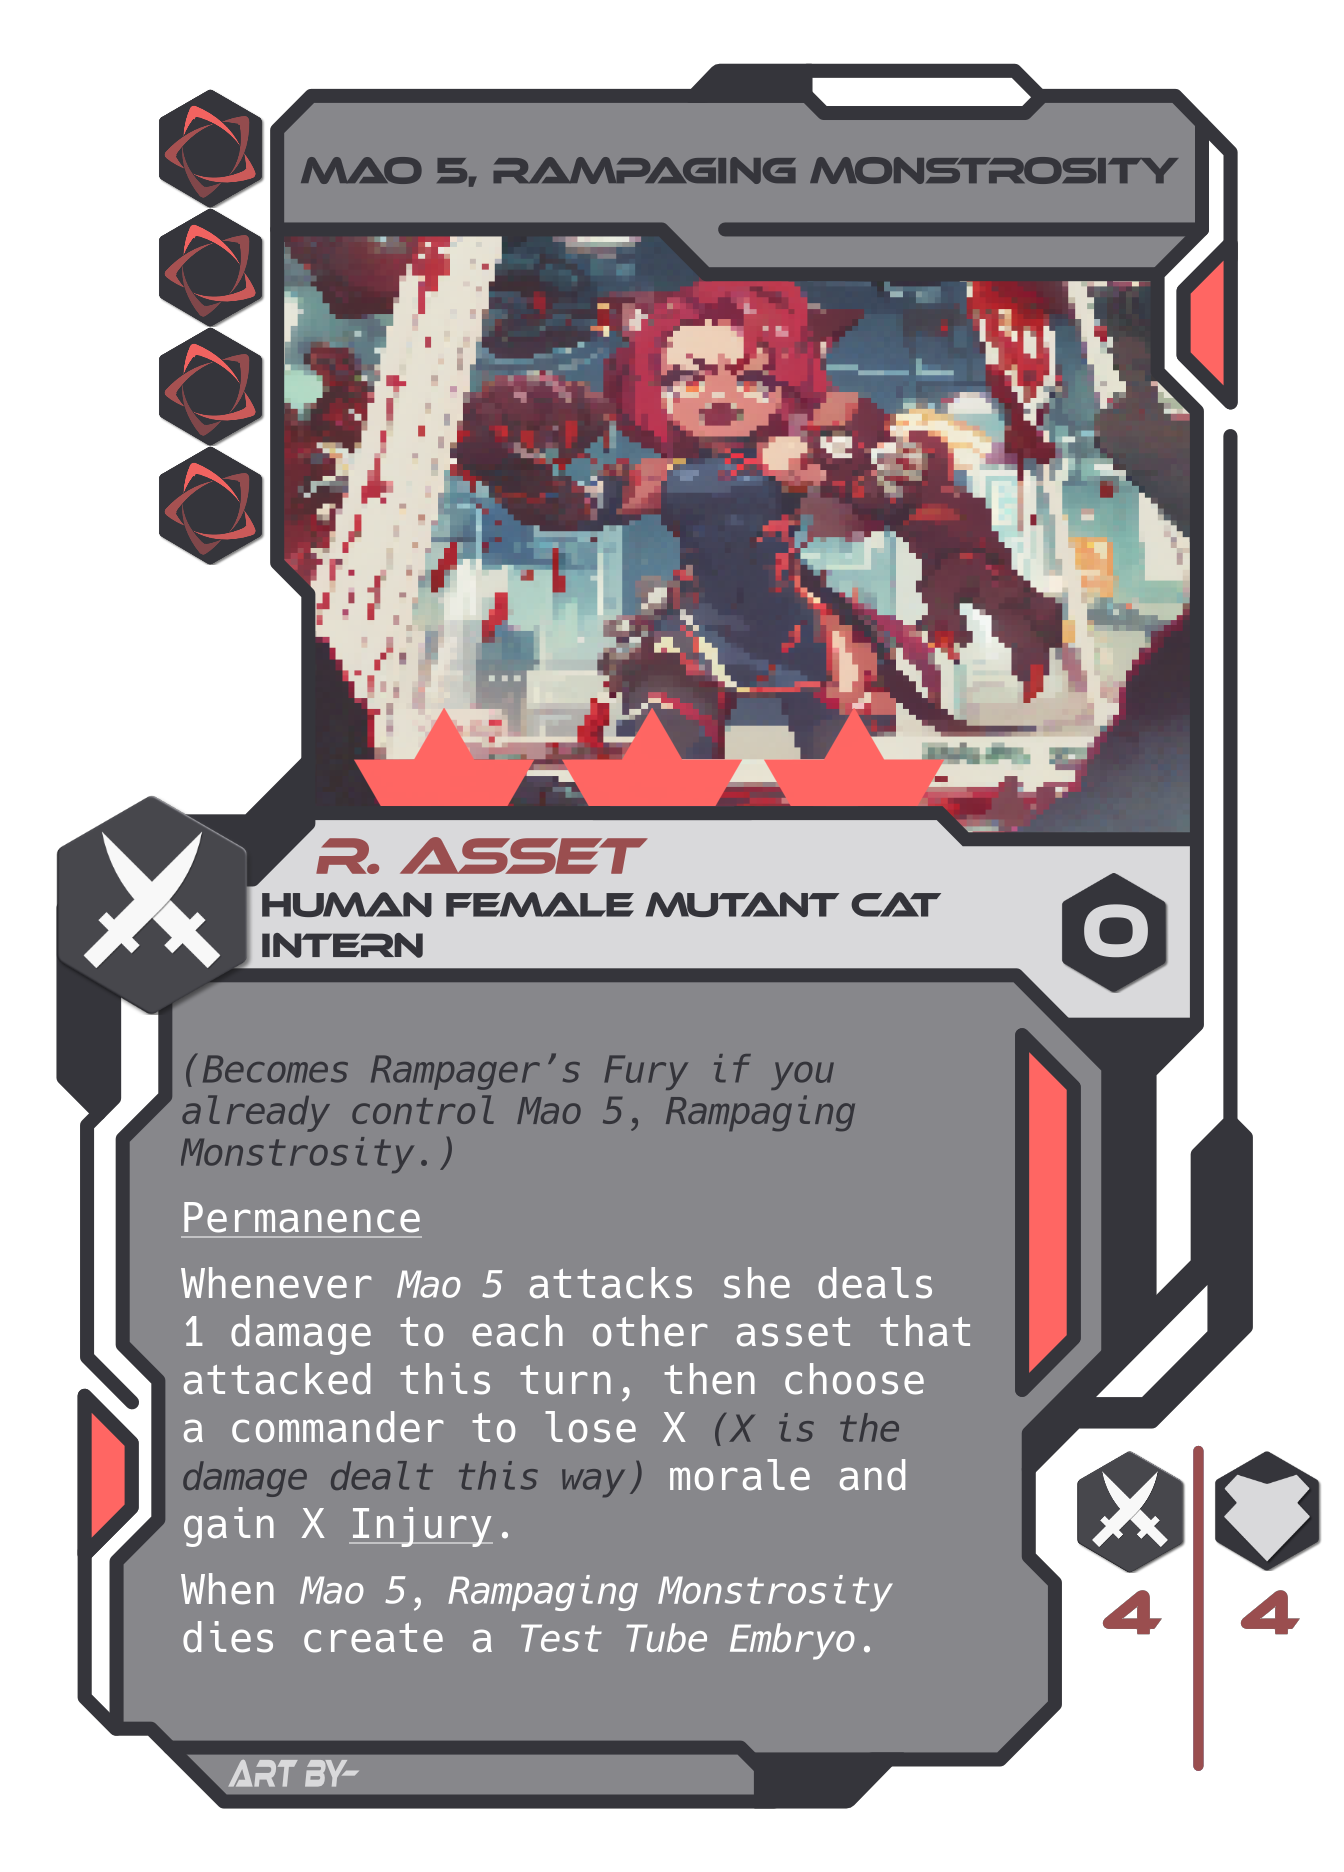 MAO 5, RAMPAGING MONSTROSITY
R. ASSET
HUMAN FEMALE MUTANT CAT
INTERN
0
(Becomes Rampager’s Fury if you
already control Mao 5, Rampaging
Monstrosity.)
Permanence
Whenever Mao 5 attacks she deals
1 damage to each other asset that
attacked this turn, then choose
a commander to lose X (X is the
damage dealt this way) morale and
gain X Injury.
When Mao 5, Rampaging Monstrosity
dies create a Test Tube Embryo.
4
4
ART BY-